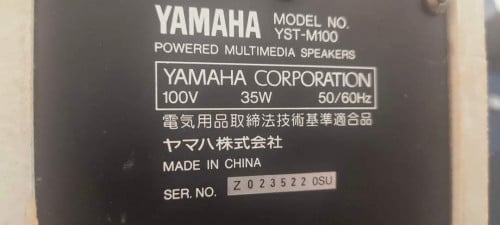 YAMAHA MODEL NO.
YST-M100
POWERED MULTIMEDIA SPEAKERS
YAMAHA CORPORATION
100V 35W 50/60Hz
電気用品取締法技術基準適合品
ヤマハ株式会社
MADE IN CHINA
SER. NO. Z023522 0SU